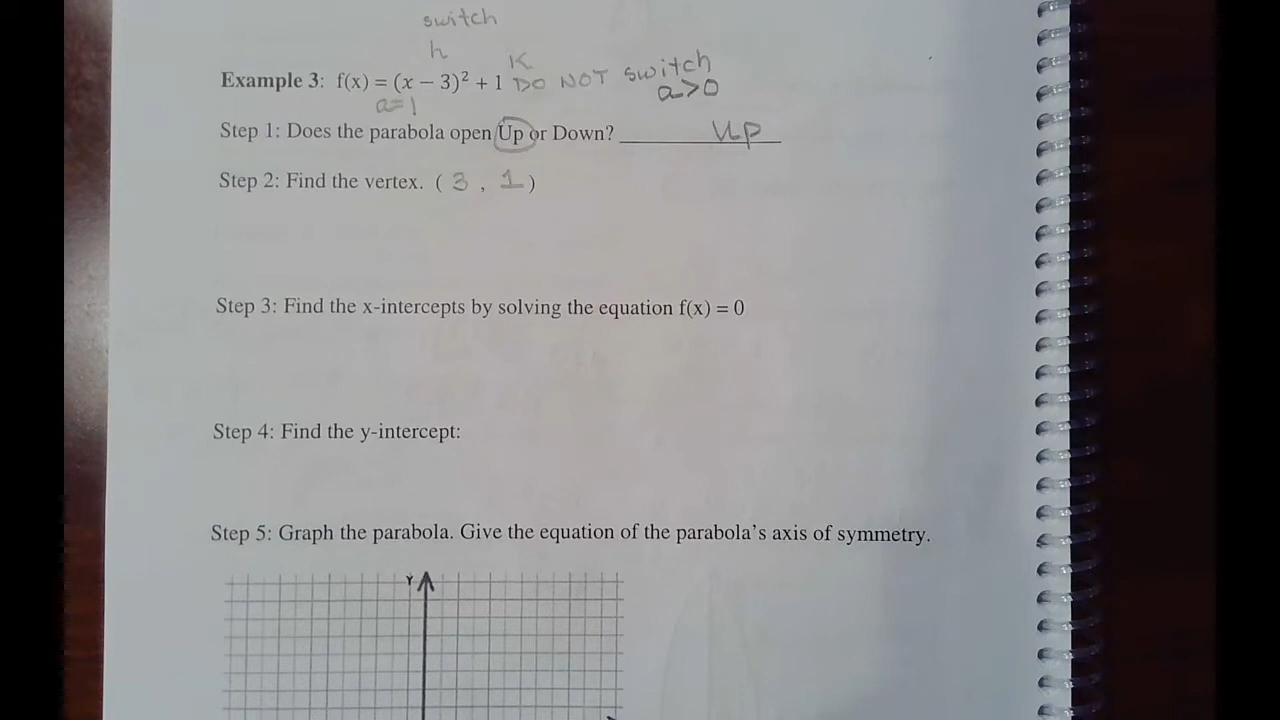 switch
h
K
Example 3: f(x) = (x − 3)² + 1 DO NOT switch
a=1
a>0
Step 1: Does the parabola open Up or Down? ________ Up
Step 2: Find the vertex. ( 3 , 1 )
Step 3: Find the x-intercepts by solving the equation f(x) = 0
Step 4: Find the y-intercept:
Step 5: Graph the parabola. Give the equation of the parabola’s axis of symmetry.
Y